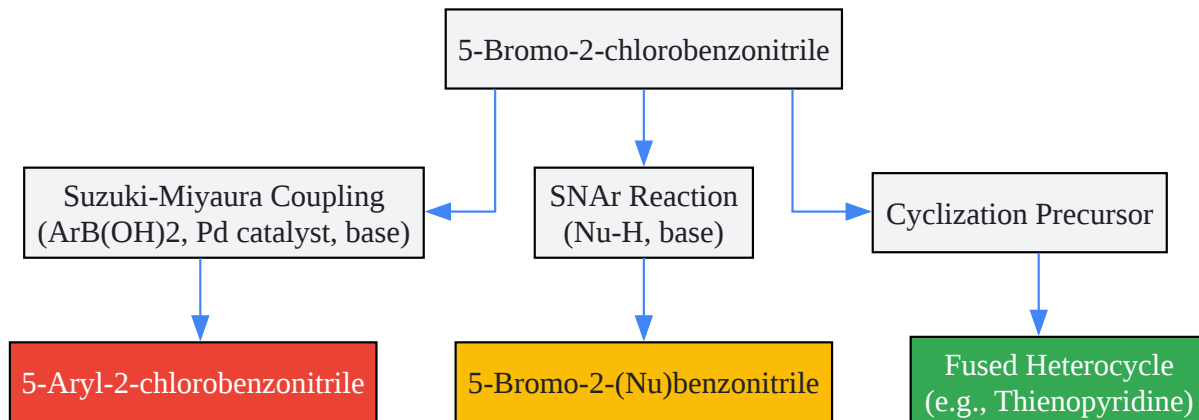 5-Bromo-2-chlorobenzonitrile
Suzuki-Miyaura Coupling
(ArB(OH)2, Pd catalyst, base)
SNAr Reaction
(Nu-H, base)
Cyclization Precursor
5-Aryl-2-chlorobenzonitrile
5-Bromo-2-(Nu)benzonitrile
Fused Heterocycle
(e.g., Thienopyridine)